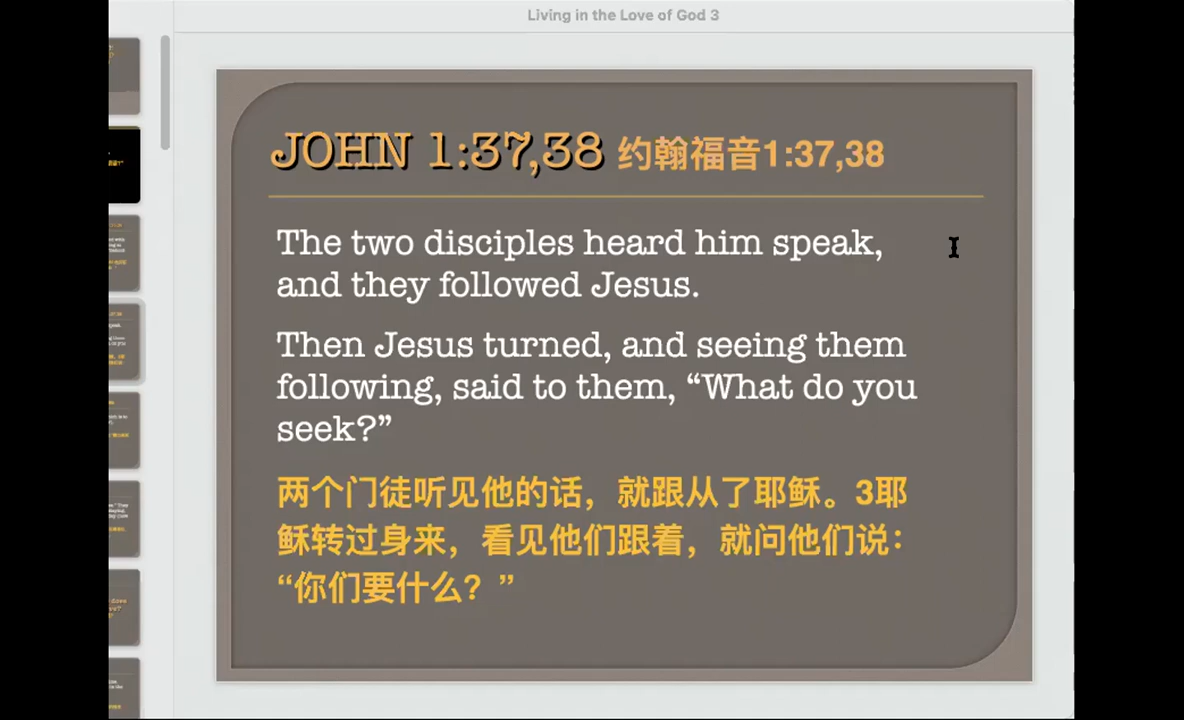 Living in the Love of God 3
JOHN 1:37,38 约翰福音1:37,38
The two disciples heard him speak,
and they followed Jesus.
Then Jesus turned, and seeing them
following, said to them, “What do you
seek?”
两个门徒听见他的话，就跟从了耶稣。3耶
稣转过身来，看见他们跟着，就问他们说：
“你们要什么？”